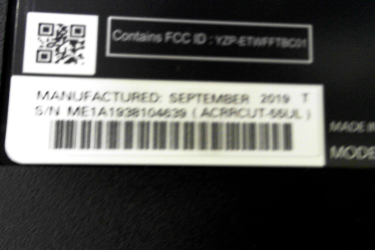 Contains FCC ID : YZP-ETWFFTBC01
MANUFACTURED: SEPTEMBER 2019 T
S/N ME1A1938104639 ( ACRRCUT-55UL )
MADE IN
MODE